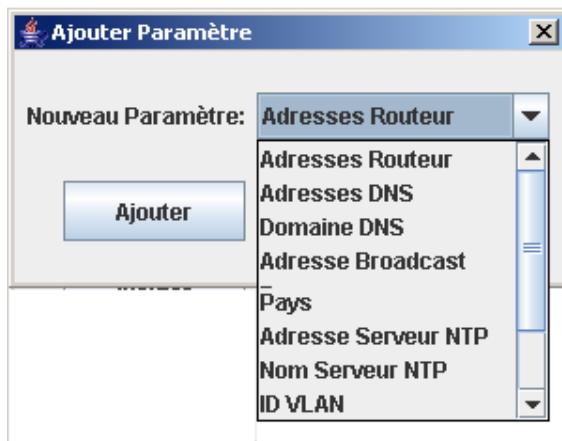 Ajouter Paramètre
Nouveau Paramètre: Adresses Routeur
Adresses Routeur
Adresses DNS
Ajouter
Domaine DNS
Adresse Broadcast
Pays
Adresse Serveur NTP
Nom Serveur NTP
ID VLAN